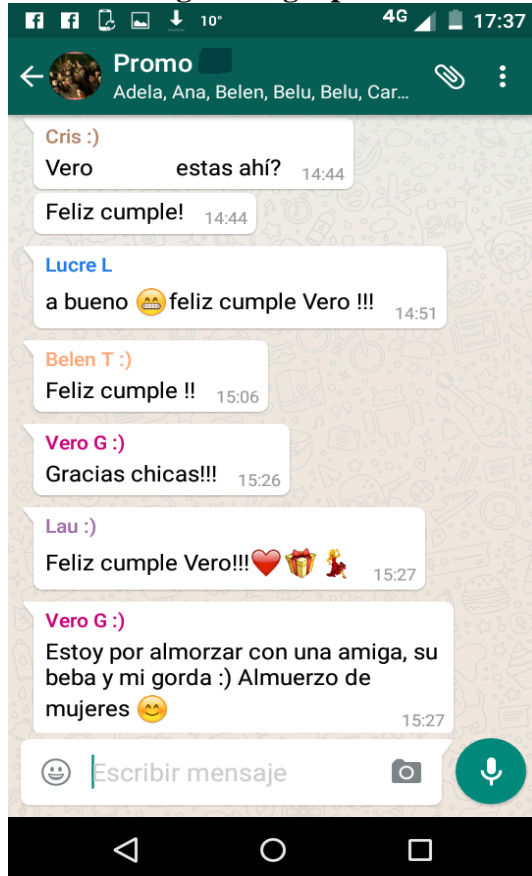 10°
4G
17:37
Promo
Adela, Ana, Belen, Belu, Belu, Car...
Cris :)
Vero estas ahí? 14:44
Feliz cumple! 14:44
Lucre L
a bueno 😁feliz cumple Vero !!! 14:51
Belen T :)
Feliz cumple !! 15:06
Vero G :)
Gracias chicas!!! 15:26
Lau :)
Feliz cumple Vero!!!❤️🎁💃 15:27
Vero G :)
Estoy por almorzar con una amiga, su
beba y mi gorda :) Almuerzo de
mujeres 😊 15:27
Escribir mensaje